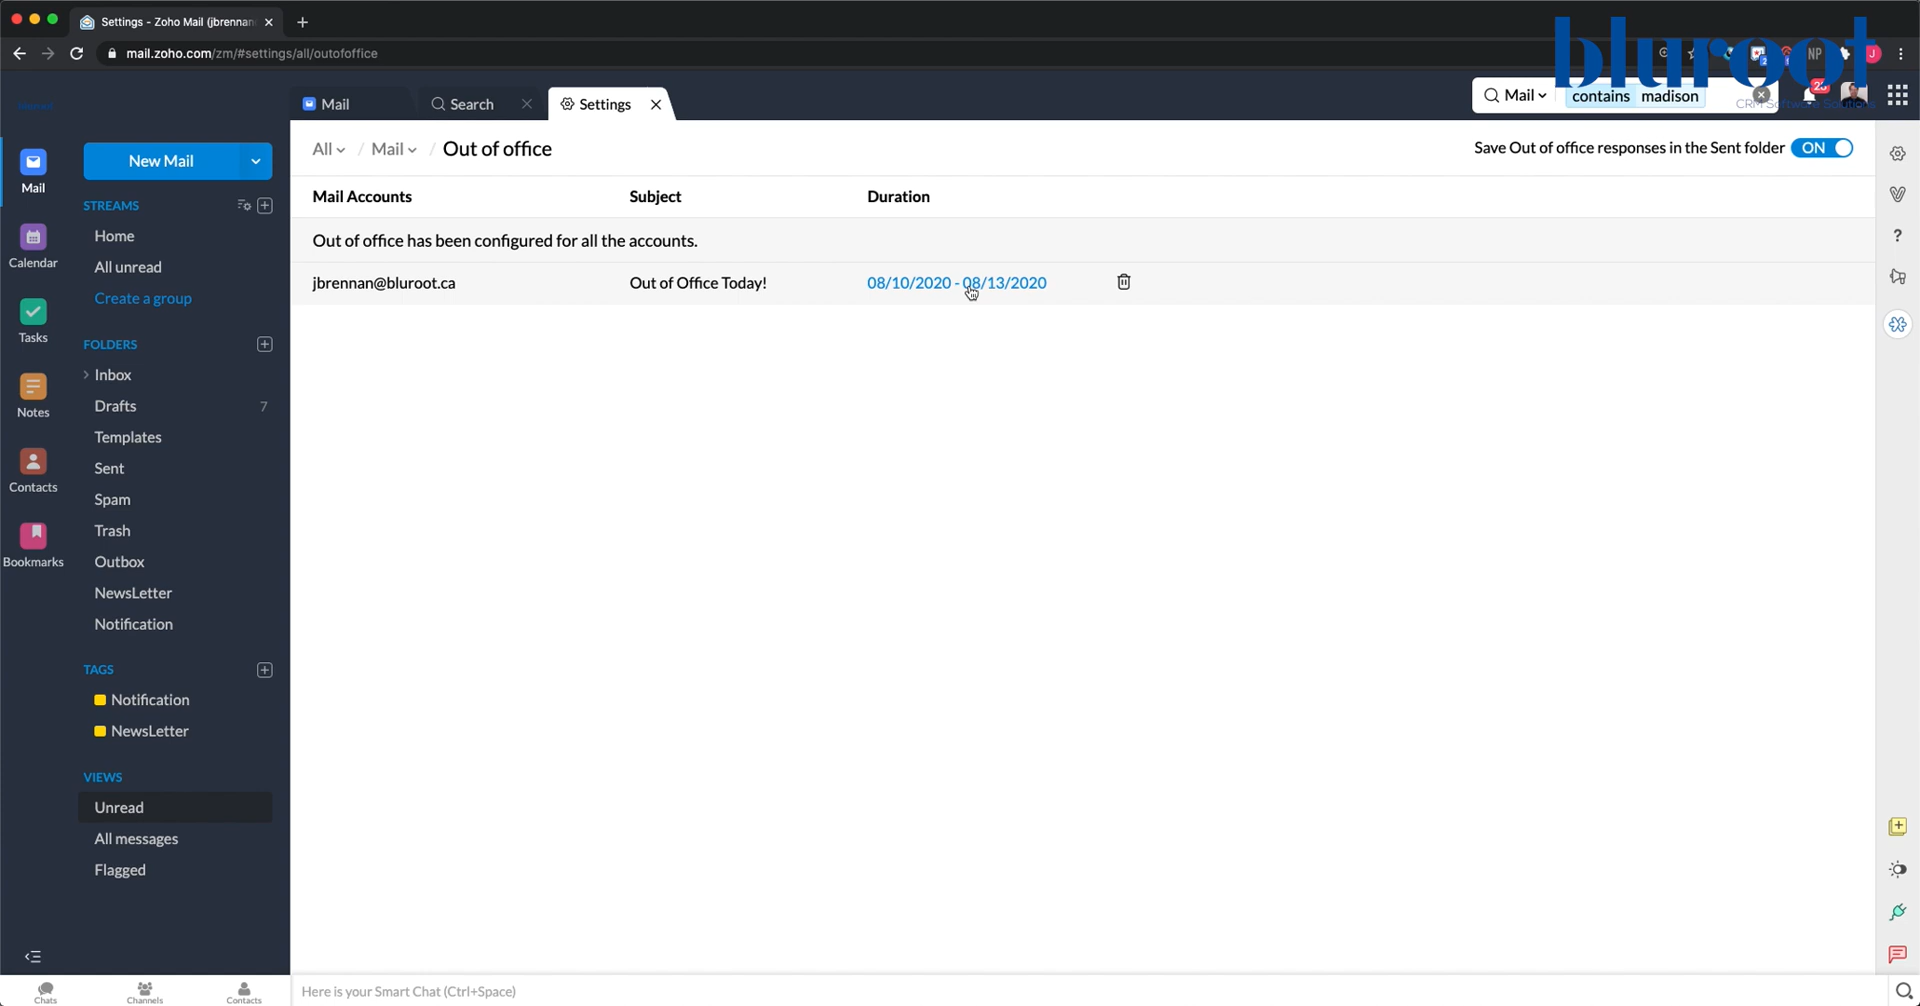 Settings - Zoho Mail (jbrennan
mail.zoho.com/zm/#settings/all/outofoffice
NP
J
bluroot
CRM Software Solutions
bluroot
Mail
Search
Settings
Mail
contains madison
All / Mail / Out of office
Save Out of office responses in the Sent folder ON
Mail Accounts Subject Duration
Out of office has been configured for all the accounts.
jbrennan@bluroot.ca Out of Office Today! 08/10/2020 - 08/13/2020
Mail
Calendar
Tasks
Notes
Contacts
Bookmarks
New Mail
STREAMS
Home
All unread
Create a group
FOLDERS
Inbox
Drafts 7
Templates
Sent
Spam
Trash
Outbox
NewsLetter
Notification
TAGS
Notification
NewsLetter
VIEWS
Unread
All messages
Flagged
Chats
Channels
Contacts
Here is your Smart Chat (Ctrl+Space)